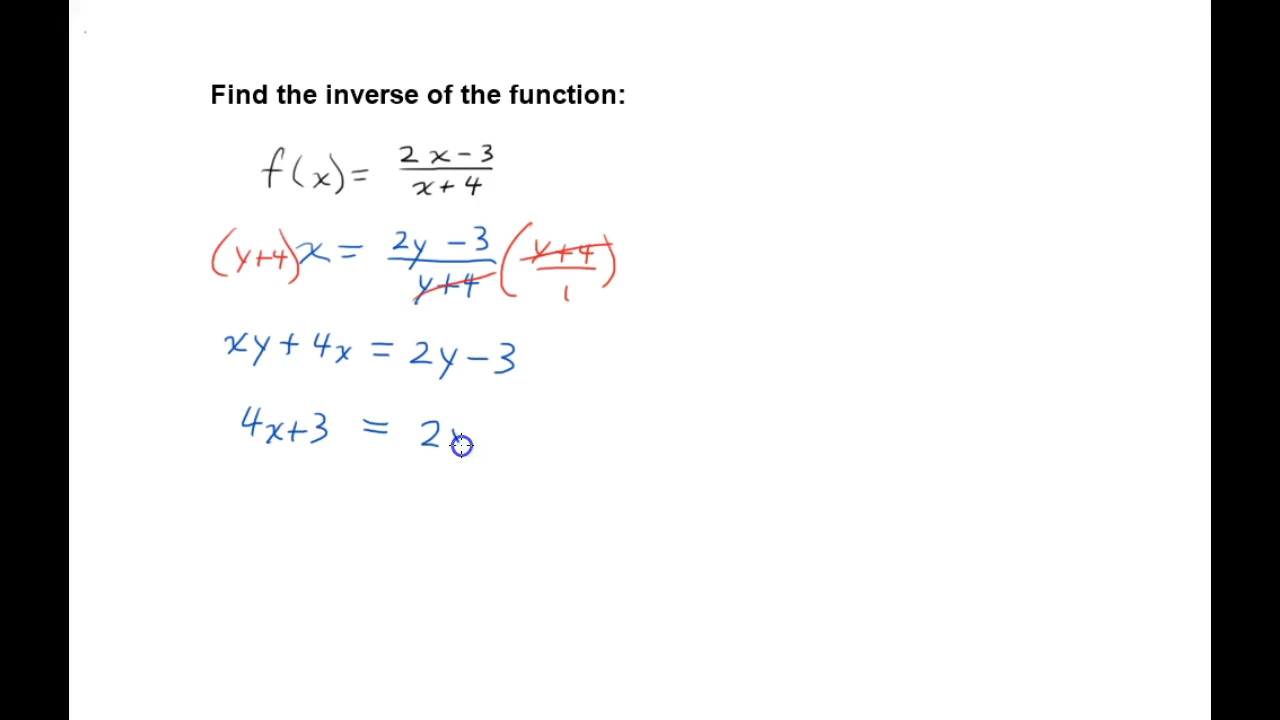 Find the inverse of the function:
f(x) = 2x-3 / x+4
(y+4)x = 2y-3 / y+4 (y+4 / 1)
xy+4x = 2y-3
4x+3 = 2